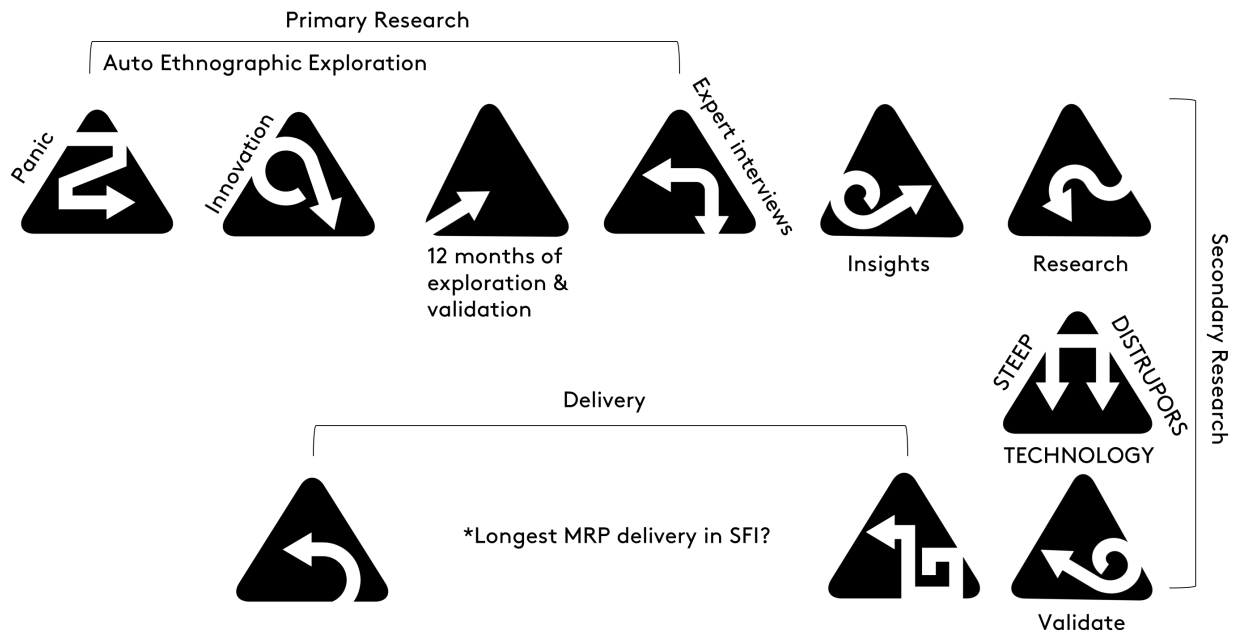 Primary Research
Auto Ethnographic Exploration
Panic
Innovation
12 months of
exploration &
validation
Expert interviews
Insights
Research
Secondary Research
STEEP
DISTRUPORS
TECHNOLOGY
Delivery
*Longest MRP delivery in SFI?
Validate